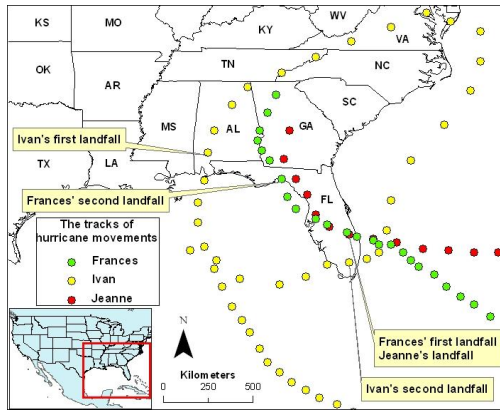 KS
MO
WV
KY
VA
OK
TN
NC
AR
SC
MS
AL
GA
Ivan's first landfall
TX
LA
Frances' second landfall
FL
The tracks of
hurricane movements
Frances
Ivan
Jeanne
N
Kilometers
0 250 500
Frances' first landfall
Jeanne's landfall
Ivan's second landfall